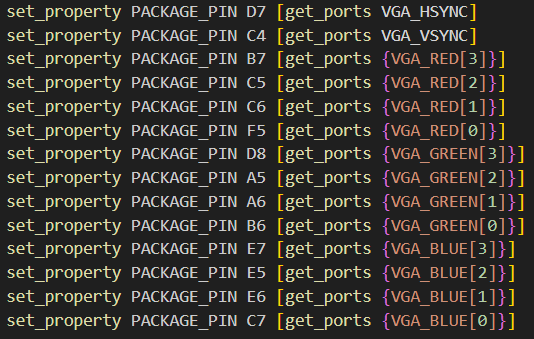 set_property PACKAGE_PIN D7 [get_ports VGA_HSYNC]
set_property PACKAGE_PIN C4 [get_ports VGA_VSYNC]
set_property PACKAGE_PIN B7 [get_ports {VGA_RED[3]}]
set_property PACKAGE_PIN C5 [get_ports {VGA_RED[2]}]
set_property PACKAGE_PIN C6 [get_ports {VGA_RED[1]}]
set_property PACKAGE_PIN F5 [get_ports {VGA_RED[0]}]
set_property PACKAGE_PIN D8 [get_ports {VGA_GREEN[3]}]
set_property PACKAGE_PIN A5 [get_ports {VGA_GREEN[2]}]
set_property PACKAGE_PIN A6 [get_ports {VGA_GREEN[1]}]
set_property PACKAGE_PIN B6 [get_ports {VGA_GREEN[0]}]
set_property PACKAGE_PIN E7 [get_ports {VGA_BLUE[3]}]
set_property PACKAGE_PIN E5 [get_ports {VGA_BLUE[2]}]
set_property PACKAGE_PIN E6 [get_ports {VGA_BLUE[1]}]
set_property PACKAGE_PIN C7 [get_ports {VGA_BLUE[0]}]